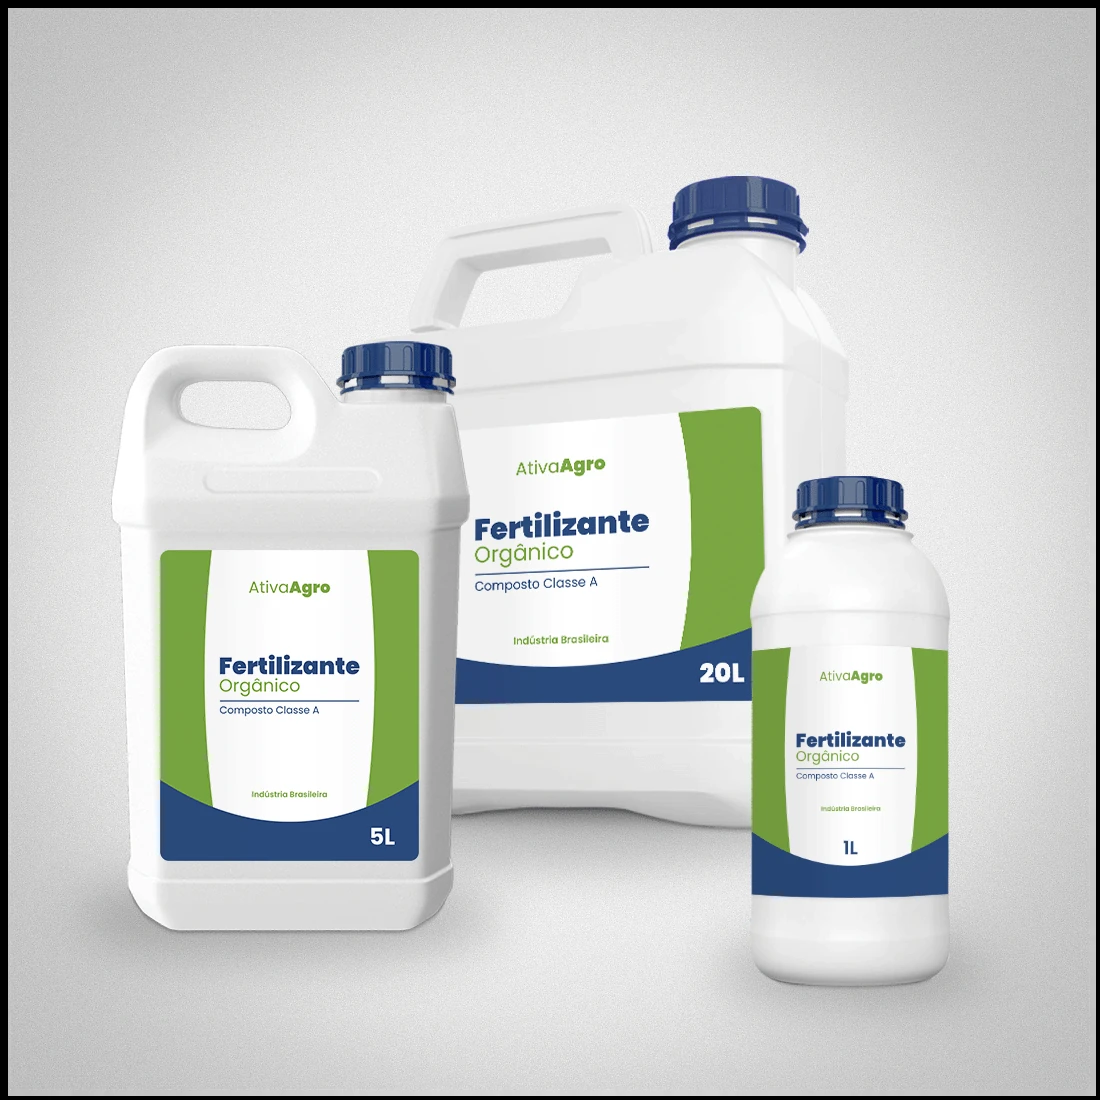 AtivaAgro
Fertilizante
Orgânico
Composto Classe A
Indústria Brasileira
5L
AtivaAgro
Fertilizante
Orgânico
Composto Classe A
Indústria Brasileira
20L
AtivaAgro
Fertilizante
Orgânico
Composto Classe A
Indústria Brasileira
1L